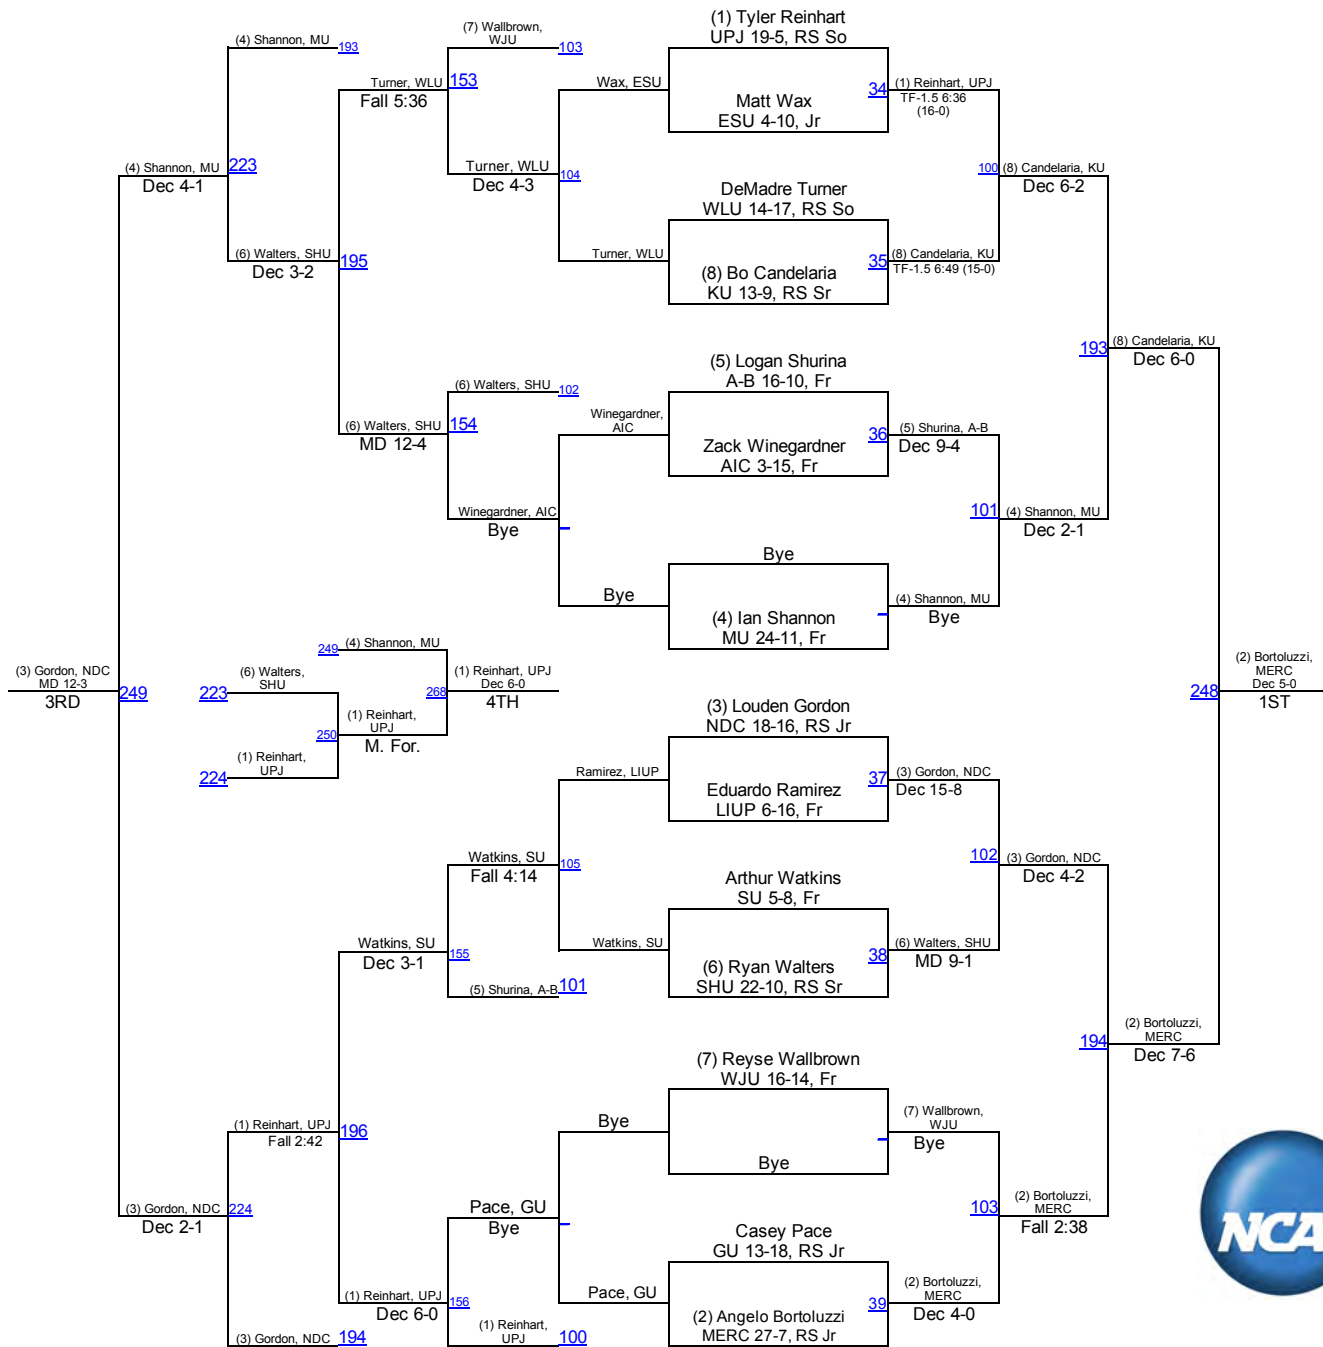 (1) Tyler Reinhart
UPJ 19-5, RS So
(7) Wallbrown,
WJU
103
(4) Shannon, MU
193
Turner, WLU
153
Fall 5:36
Wax, ESU
Matt Wax
ESU 4-10, Jr
34
(1) Reinhart, UPJ
TF-1.5 6:36
(16-0)
(4) Shannon, MU
223
Dec 4-1
Turner, WLU
104
Dec 4-3
100
(8) Candelaria, KU
Dec 6-2
DeMadre Turner
WLU 14-17, RS So
(6) Walters, SHU
195
Dec 3-2
Turner, WLU
(8) Bo Candelaria
KU 13-9, RS Sr
35
(8) Candelaria, KU
TF-1.5 6:49 (15-0)
193
(8) Candelaria, KU
Dec 6-0
(5) Logan Shurina
A-B 16-10, Fr
(6) Walters, SHU
102
(6) Walters, SHU
154
MD 12-4
Winegardner,
AIC
Zack Winegardner
AIC 3-15, Fr
36
(5) Shurina, A-B
Dec 9-4
Winegardner, AIC
Bye
101
(4) Shannon, MU
Dec 2-1
Bye
Bye
(4) Ian Shannon
MU 24-11, Fr
(4) Shannon, MU
Bye
249
(4) Shannon, MU
(3) Gordon, NDC
MD 12-3
3RD
249
(6) Walters,
SHU
223
268
(1) Reinhart, UPJ
Dec 6-0
4TH
248
(2) Bortoluzzi,
MERC
Dec 5-0
1ST
250
(1) Reinhart,
UPJ
M. For.
(1) Reinhart,
UPJ
224
(3) Louden Gordon
NDC 18-16, RS Jr
Ramirez, LIUP
Eduardo Ramirez
LIUP 6-16, Fr
37
(3) Gordon, NDC
Dec 15-8
Watkins, SU
105
Fall 4:14
102
(3) Gordon, NDC
Dec 4-2
Arthur Watkins
SU 5-8, Fr
Watkins, SU
155
Dec 3-1
Watkins, SU
(6) Ryan Walters
SHU 22-10, RS Sr
38
(6) Walters, SHU
MD 9-1
(5) Shurina, A-B
101
194
(2) Bortoluzzi,
MERC
Dec 7-6
(7) Reyse Wallbrown
WJU 16-14, Fr
(1) Reinhart, UPJ
196
Fall 2:42
Bye
Bye
(7) Wallbrown,
WJU
Bye
(3) Gordon, NDC
224
Dec 2-1
Pace, GU
Bye
103
(2) Bortoluzzi,
MERC
Fall 2:38
Casey Pace
GU 13-18, RS Jr
(1) Reinhart, UPJ
156
Dec 6-0
Pace, GU
(2) Angelo Bortoluzzi
MERC 27-7, RS Jr
39
(2) Bortoluzzi,
MERC
Dec 4-0
(3) Gordon, NDC
194
(1) Reinhart,
UPJ
100
NCA